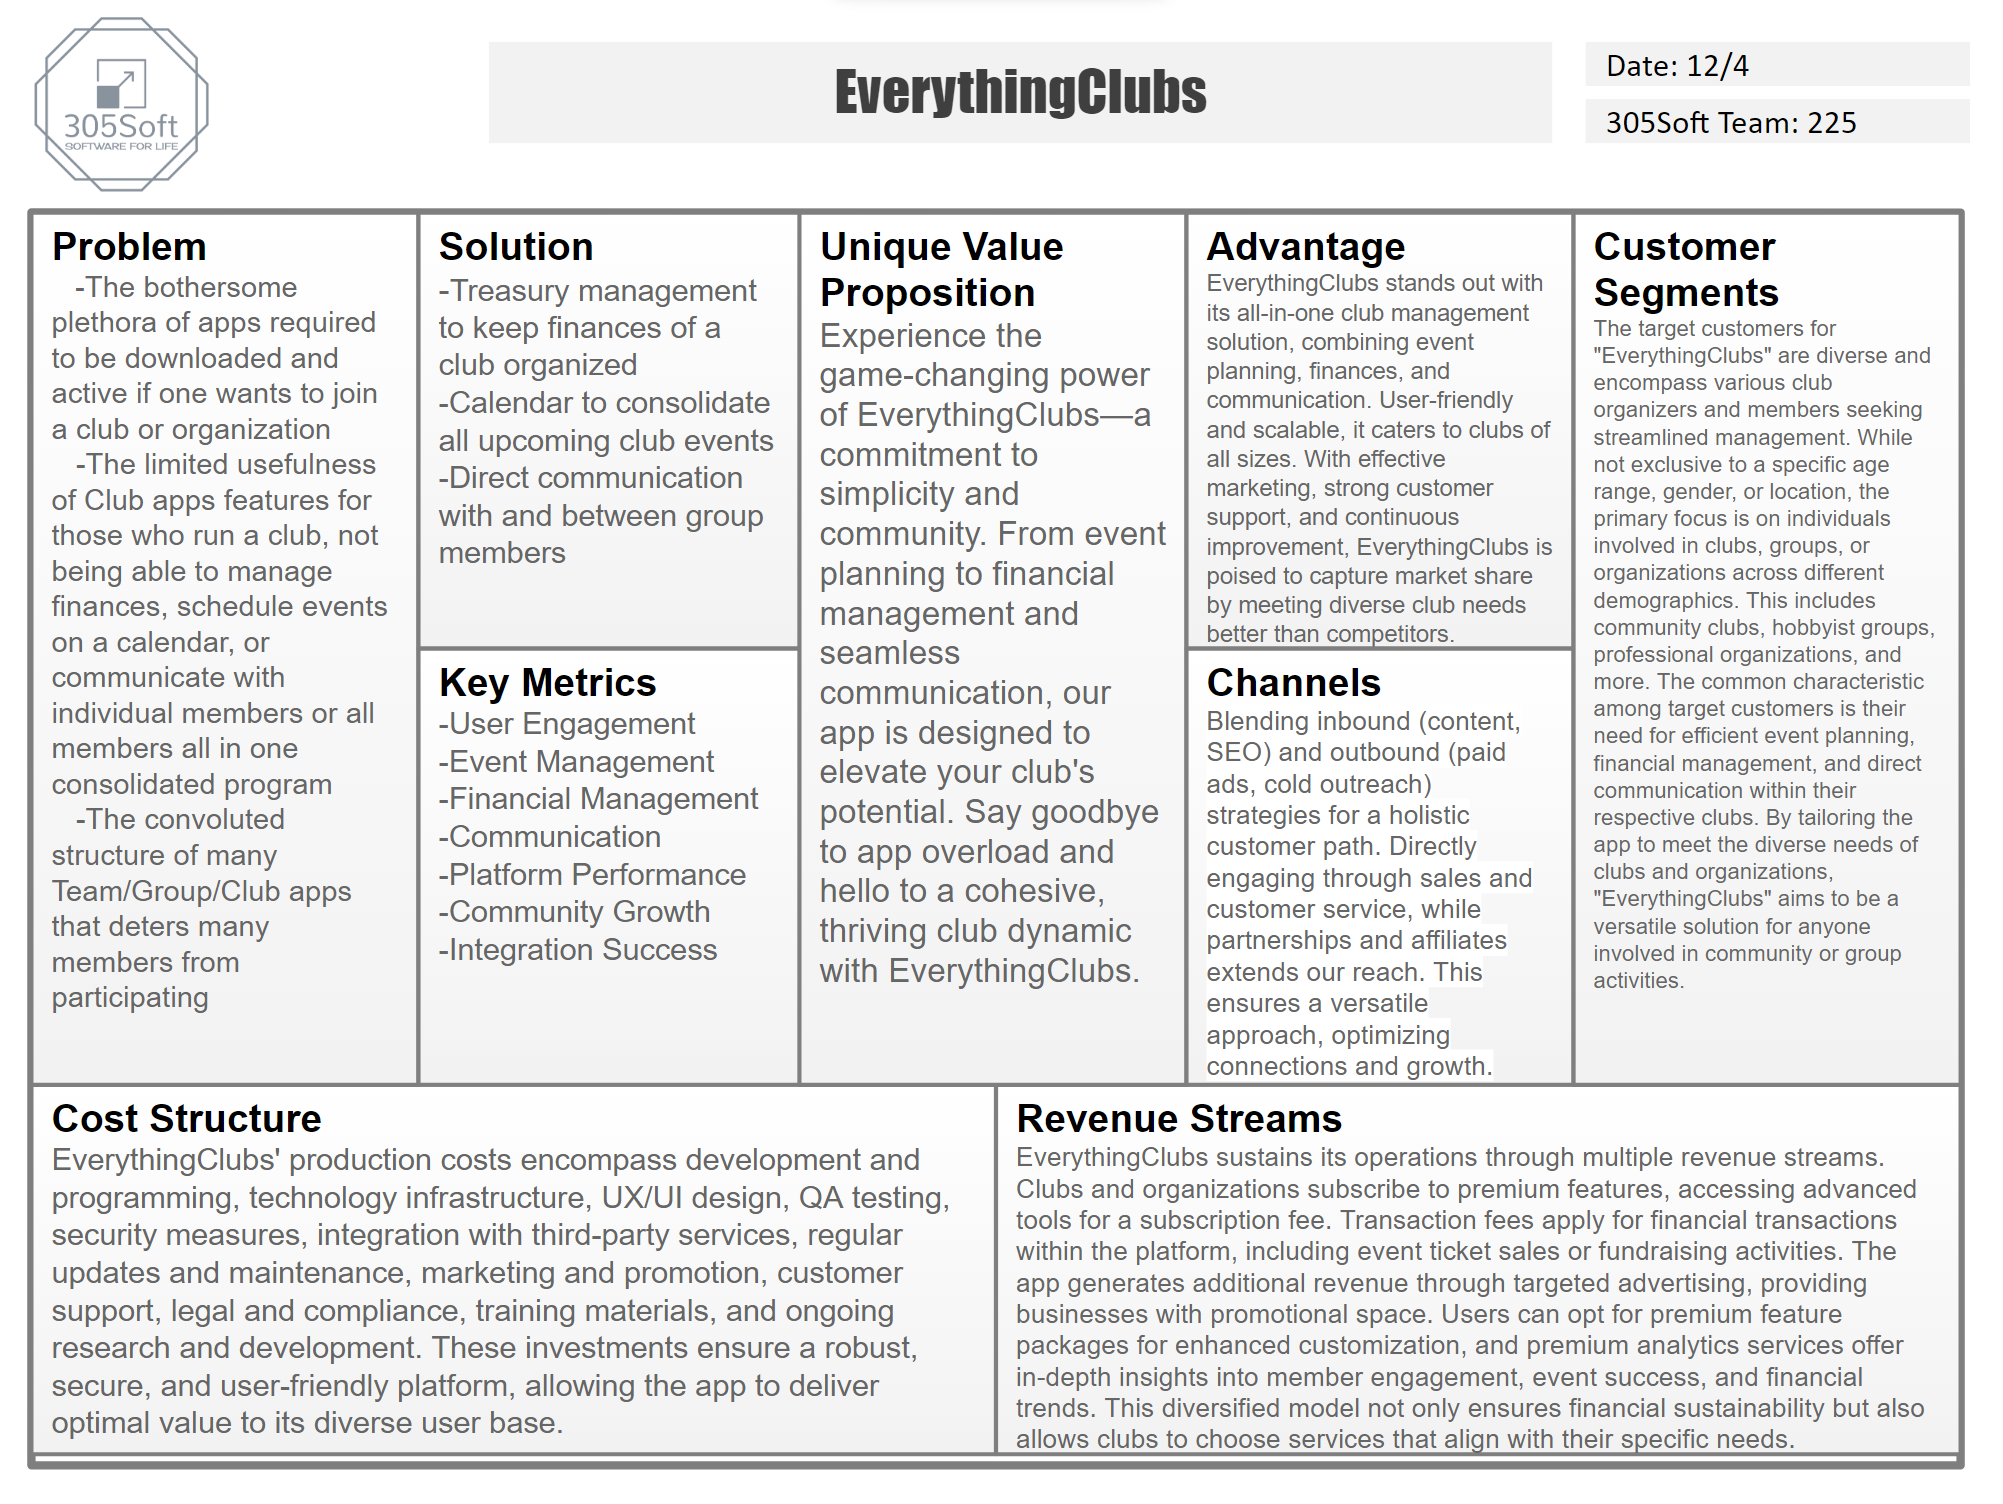 305Soft
SOFTWARE FOR LIFE
EverythingClubs
Date: 12/4
305Soft Team: 225
Problem
-The bothersome
plethora of apps required
to be downloaded and
active if one wants to join
a club or organization
-The limited usefulness
of Club apps features for
those who run a club, not
being able to manage
finances, schedule events
on a calendar, or
communicate with
individual members or all
members all in one
consolidated program
-The convoluted
structure of many
Team/Group/Club apps
that deters many
members from
participating
Solution
-Treasury management
to keep finances of a
club organized
-Calendar to consolidate
all upcoming club events
-Direct communication
with and between group
members
Key Metrics
-User Engagement
-Event Management
-Financial Management
-Communication
-Platform Performance
-Community Growth
-Integration Success
Unique Value
Proposition
Experience the
game-changing power
of EverythingClubs—a
commitment to
simplicity and
community. From event
planning to financial
management and
seamless
communication, our
app is designed to
elevate your club's
potential. Say goodbye
to app overload and
hello to a cohesive,
thriving club dynamic
with EverythingClubs.
Advantage
EverythingClubs stands out with
its all-in-one club management
solution, combining event
planning, finances, and
communication. User-friendly
and scalable, it caters to clubs of
all sizes. With effective
marketing, strong customer
support, and continuous
improvement, EverythingClubs is
poised to capture market share
by meeting diverse club needs
better than competitors.
Channels
Blending inbound (content,
SEO) and outbound (paid
ads, cold outreach)
strategies for a holistic
customer path. Directly
engaging through sales and
customer service, while
partnerships and affiliates
extends our reach. This
ensures a versatile
approach, optimizing
connections and growth.
Customer
Segments
The target customers for
"EverythingClubs" are diverse and
encompass various club
organizers and members seeking
streamlined management. While
not exclusive to a specific age
range, gender, or location, the
primary focus is on individuals
involved in clubs, groups, or
organizations across different
demographics. This includes
community clubs, hobbyist groups,
professional organizations, and
more. The common characteristic
among target customers is their
need for efficient event planning,
financial management, and direct
communication within their
respective clubs. By tailoring the
app to meet the diverse needs of
clubs and organizations,
"EverythingClubs" aims to be a
versatile solution for anyone
involved in community or group
activities.
Cost Structure
EverythingClubs' production costs encompass development and
programming, technology infrastructure, UX/UI design, QA testing,
security measures, integration with third-party services, regular
updates and maintenance, marketing and promotion, customer
support, legal and compliance, training materials, and ongoing
research and development. These investments ensure a robust,
secure, and user-friendly platform, allowing the app to deliver
optimal value to its diverse user base.
Revenue Streams
EverythingClubs sustains its operations through multiple revenue streams.
Clubs and organizations subscribe to premium features, accessing advanced
tools for a subscription fee. Transaction fees apply for financial transactions
within the platform, including event ticket sales or fundraising activities. The
app generates additional revenue through targeted advertising, providing
businesses with promotional space. Users can opt for premium feature
packages for enhanced customization, and premium analytics services offer
in-depth insights into member engagement, event success, and financial
trends. This diversified model not only ensures financial sustainability but also
allows clubs to choose services that align with their specific needs.